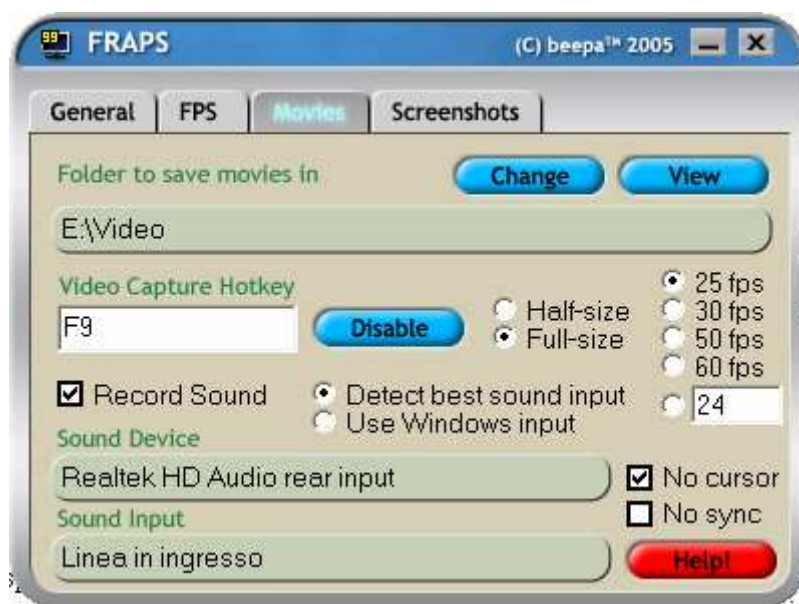 99 FRAPS (C) beepa™ 2005
General FPS Movies Screenshots
Folder to save movies in Change View
E:\Video
Video Capture Hotkey
F9 Disable
Half-size
Full-size
25 fps
30 fps
50 fps
60 fps
24
Record Sound
Detect best sound input
Use Windows input
Sound Device
Realtek HD Audio rear input
No cursor
Sound Input
No sync
Linea in ingresso
Help!